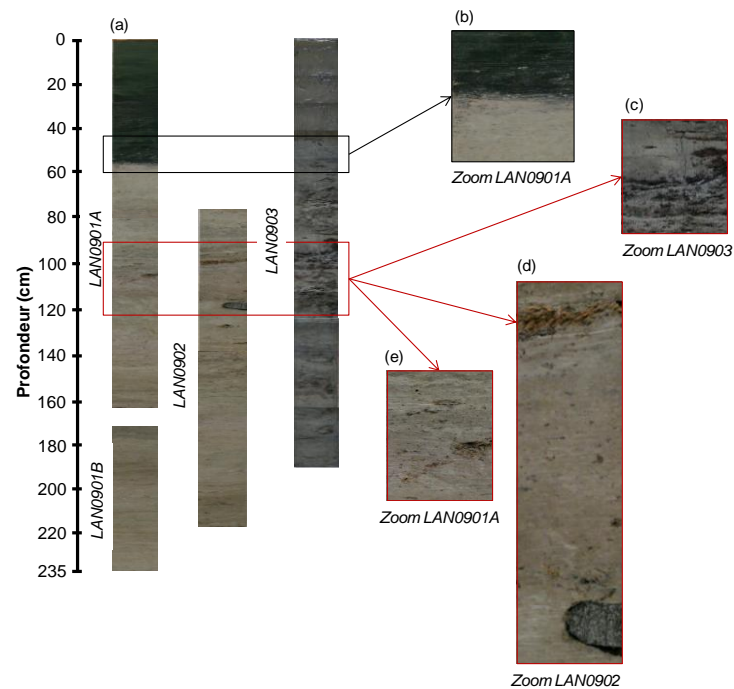 (a)
(b)
(c)
(d)
(e)
Profondeur (cm)
0
20
40
60
80
100
120
140
160
180
200
220
235
LAN0901A
LAN0901B
LAN0902
LAN0903
Zoom LAN0901A
Zoom LAN0903
Zoom LAN0901A
Zoom LAN0902